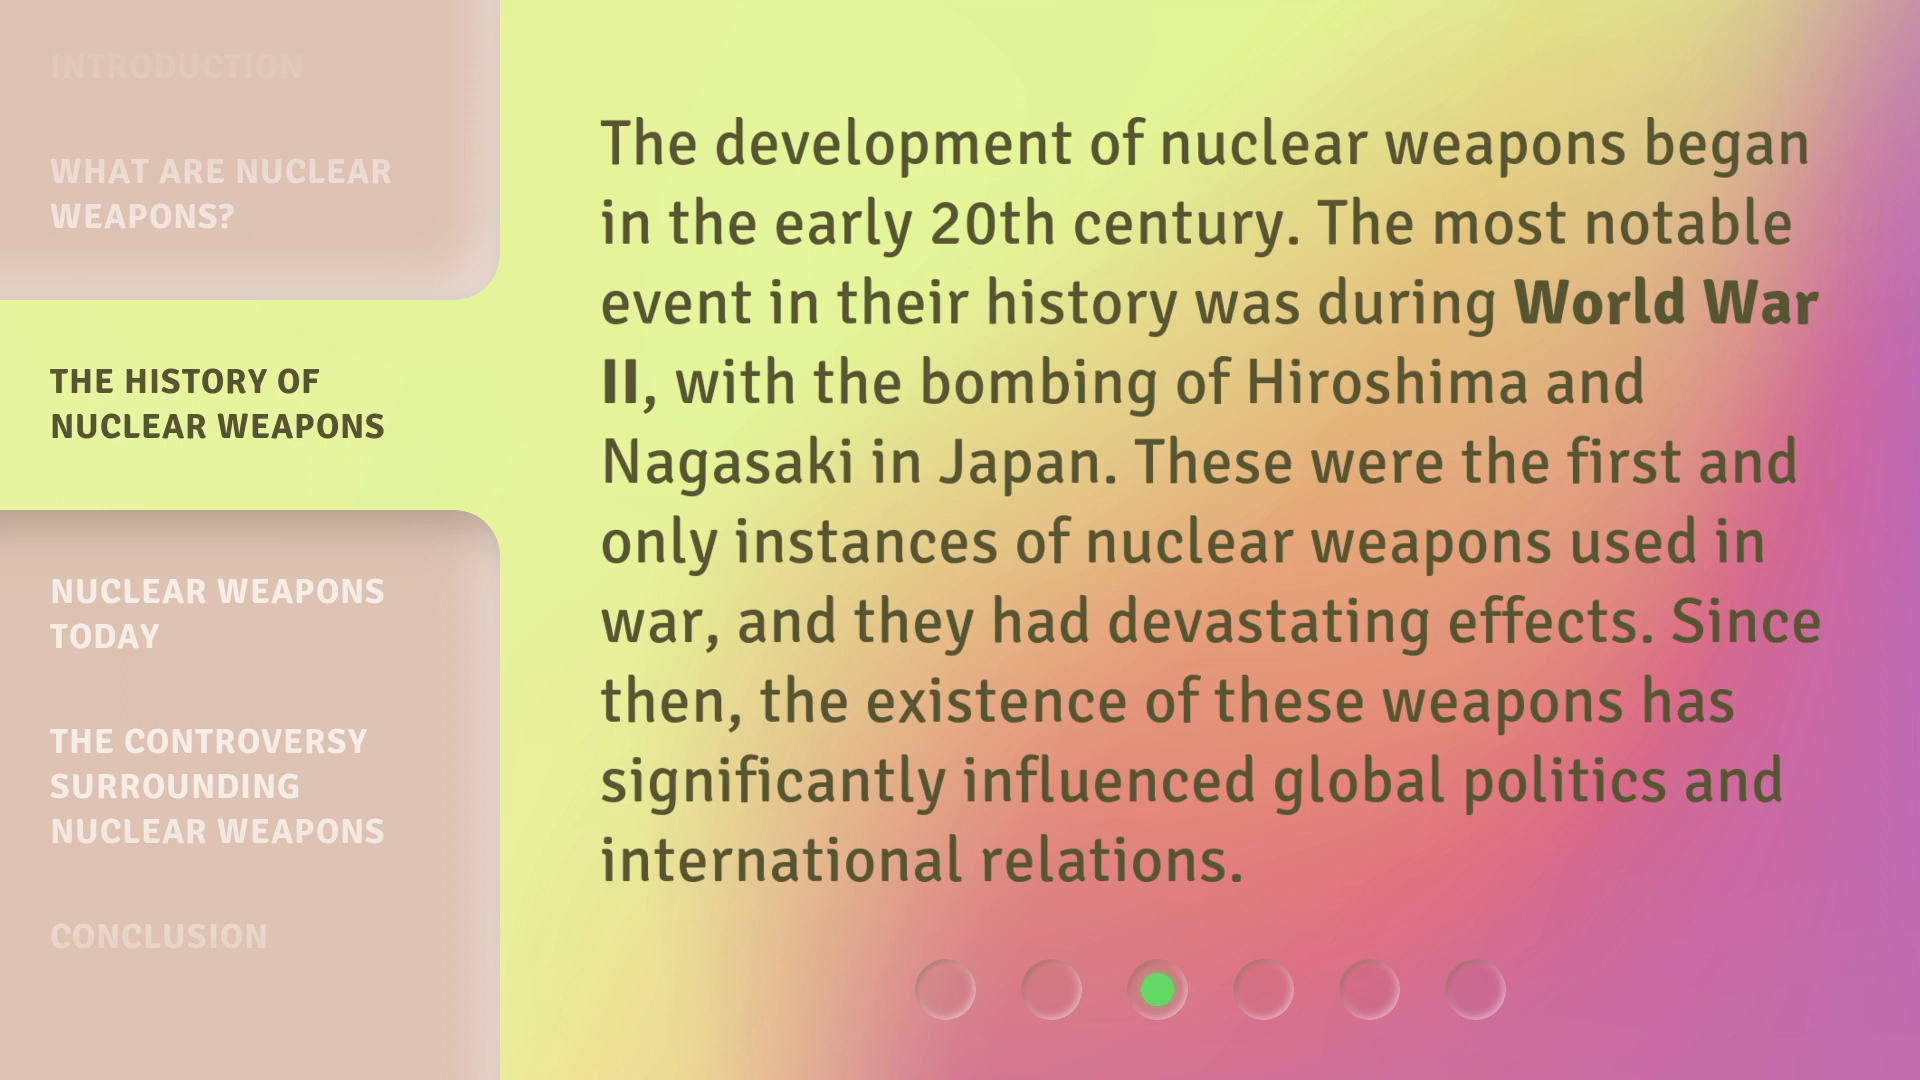 INTRODUCTION
WHAT ARE NUCLEAR
WEAPONS?
THE HISTORY OF
NUCLEAR WEAPONS
NUCLEAR WEAPONS
TODAY
THE CONTROVERSY
SURROUNDING
NUCLEAR WEAPONS
CONCLUSION
The development of nuclear weapons began
in the early 20th century. The most notable
event in their history was during World War
II, with the bombing of Hiroshima and
Nagasaki in Japan. These were the first and
only instances of nuclear weapons used in
war, and they had devastating effects. Since
then, the existence of these weapons has
significantly influenced global politics and
international relations.